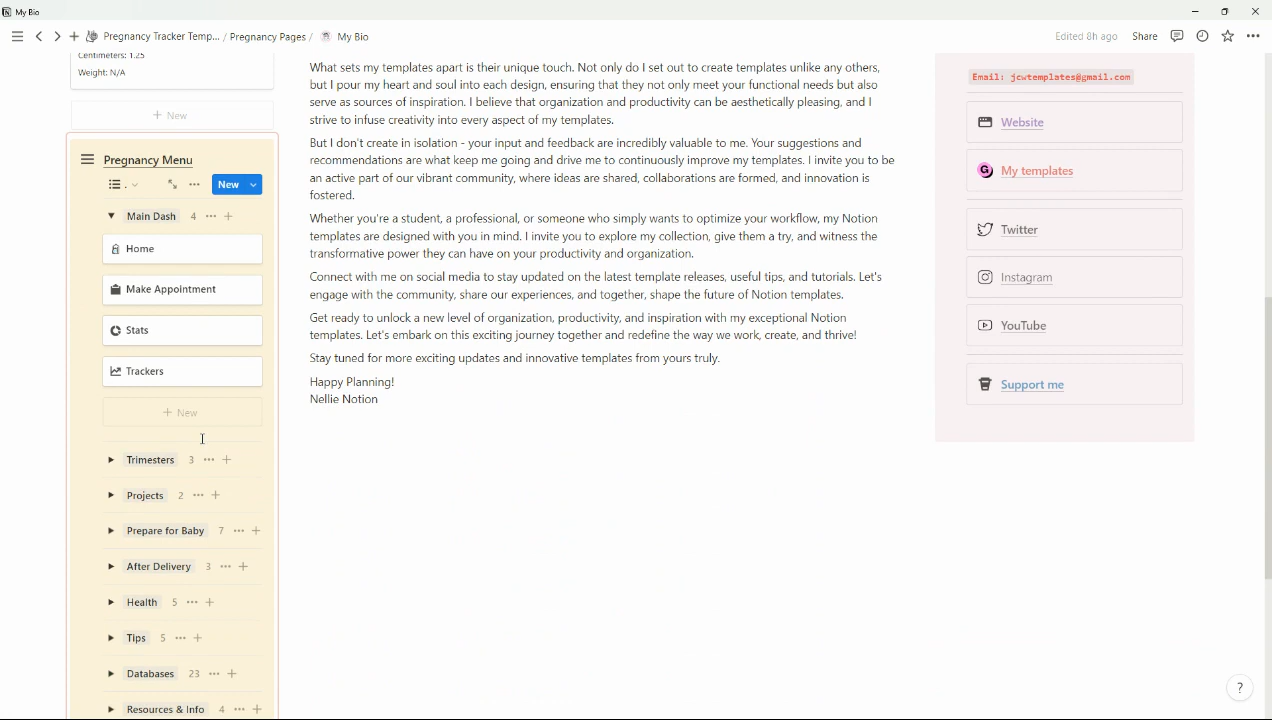 My Bio
Pregnancy Tracker Temp... / Pregnancy Pages / My Bio
Edited 8h ago Share
Centimeters: 1.25
Weight: N/A
+ New
Pregnancy Menu
New
Main Dash 4
Home
Make Appointment
Stats
Trackers
+ New
Trimesters 3
Projects 2
Prepare for Baby 7
After Delivery 3
Health 5
Tips 5
Databases 23
Resources & Info 4
What sets my templates apart is their unique touch. Not only do I set out to create templates unlike any others,
but I pour my heart and soul into each design, ensuring that they not only meet your functional needs but also
serve as sources of inspiration. I believe that organization and productivity can be aesthetically pleasing, and I
strive to infuse creativity into every aspect of my templates.
But I don't create in isolation - your input and feedback are incredibly valuable to me. Your suggestions and
recommendations are what keep me going and drive me to continuously improve my templates. I invite you to be
an active part of our vibrant community, where ideas are shared, collaborations are formed, and innovation is
fostered.
Whether you're a student, a professional, or someone who simply wants to optimize your workflow, my Notion
templates are designed with you in mind. I invite you to explore my collection, give them a try, and witness the
transformative power they can have on your productivity and organization.
Connect with me on social media to stay updated on the latest template releases, useful tips, and tutorials. Let's
engage with the community, share our experiences, and together, shape the future of Notion templates.
Get ready to unlock a new level of organization, productivity, and inspiration with my exceptional Notion
templates. Let's embark on this exciting journey together and redefine the way we work, create, and thrive!
Stay tuned for more exciting updates and innovative templates from yours truly.
Happy Planning!
Nellie Notion
Email: jcwtemplates@gmail.com
Website
My templates
Twitter
Instagram
YouTube
Support me
?